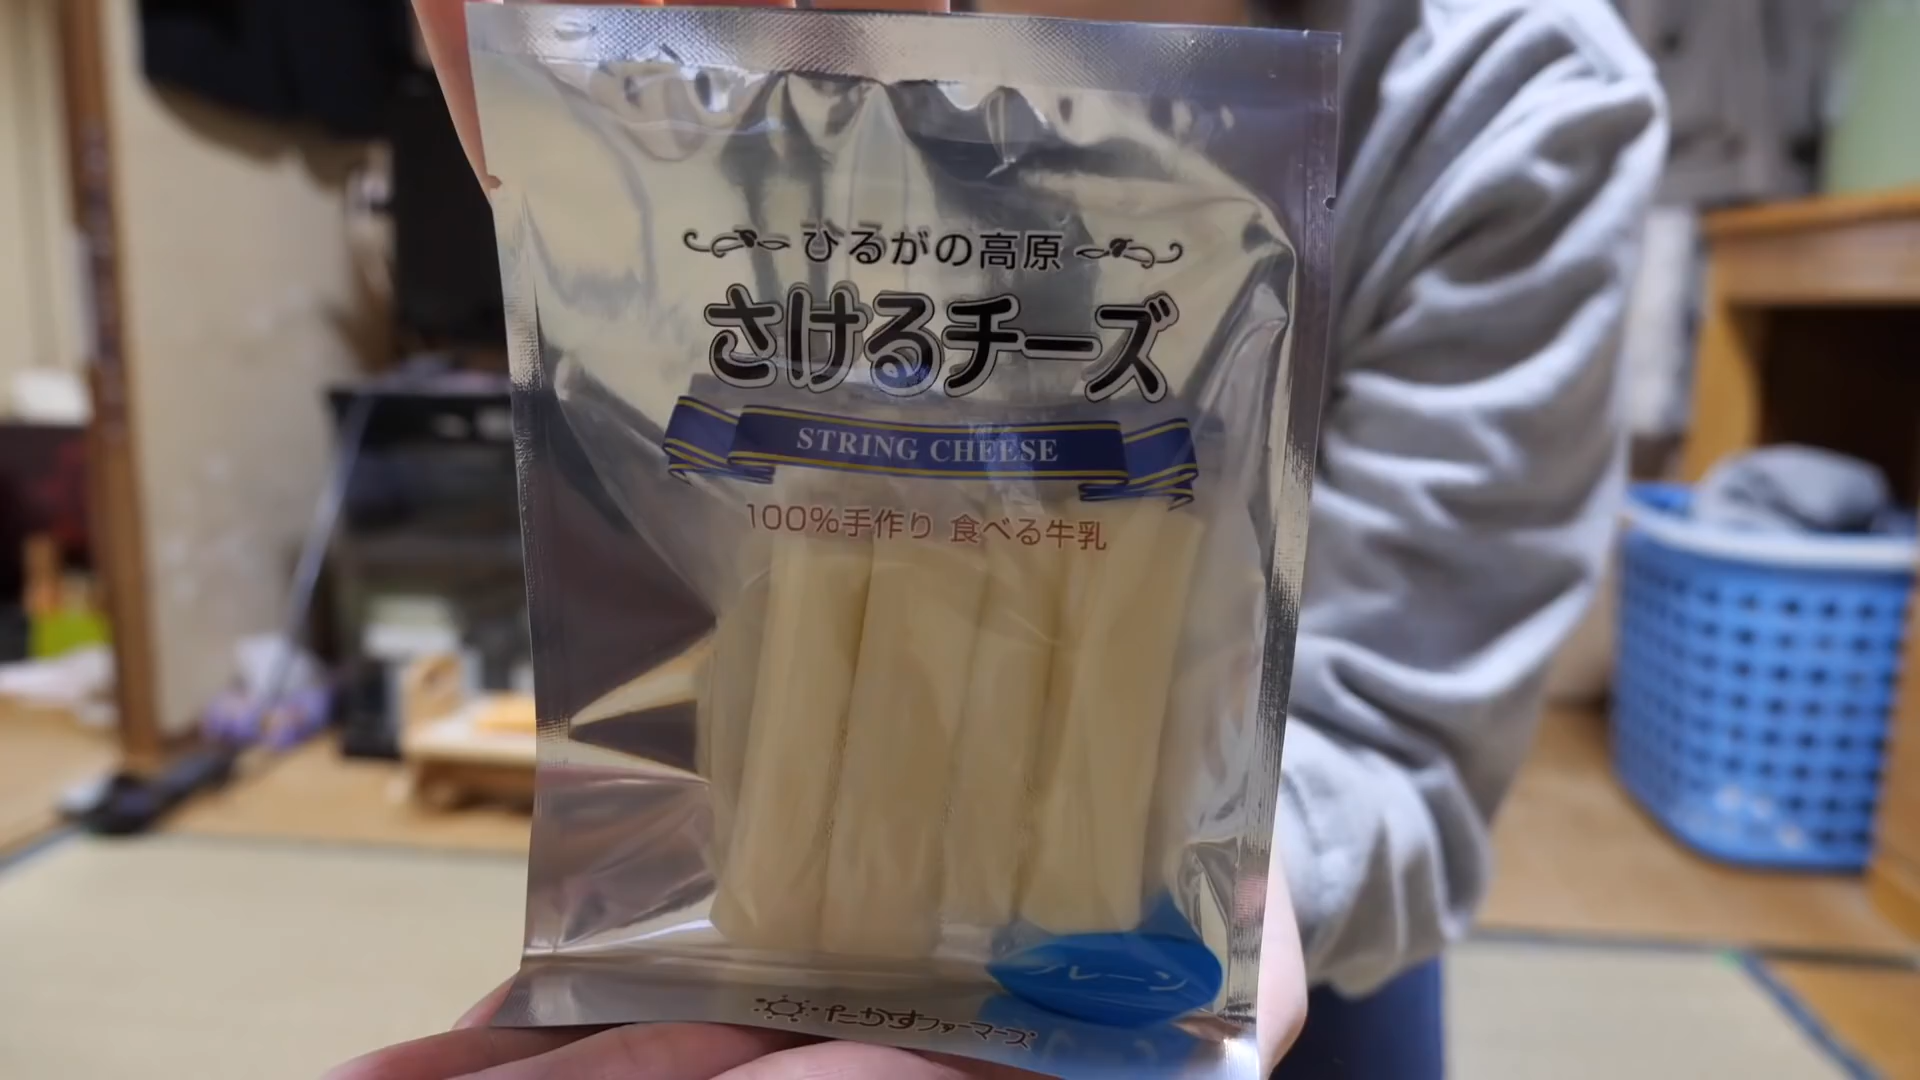 ひるがの高原
さけるチーズ
STRING CHEESE
100%手作り 食べる牛乳
プレーン
たかすファーマーズ